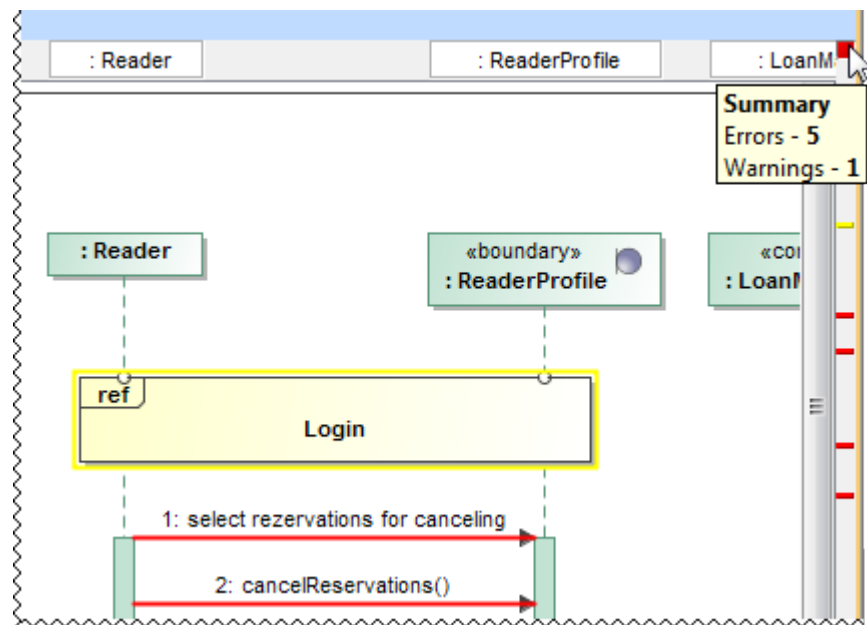 : Reader
: ReaderProfile
: LoanM
Summary
Errors - 5
Warnings - 1
: Reader
«boundary»
: ReaderProfile
«co
: Loan
ref
Login
1: select rezervations for canceling
2: cancelReservations()